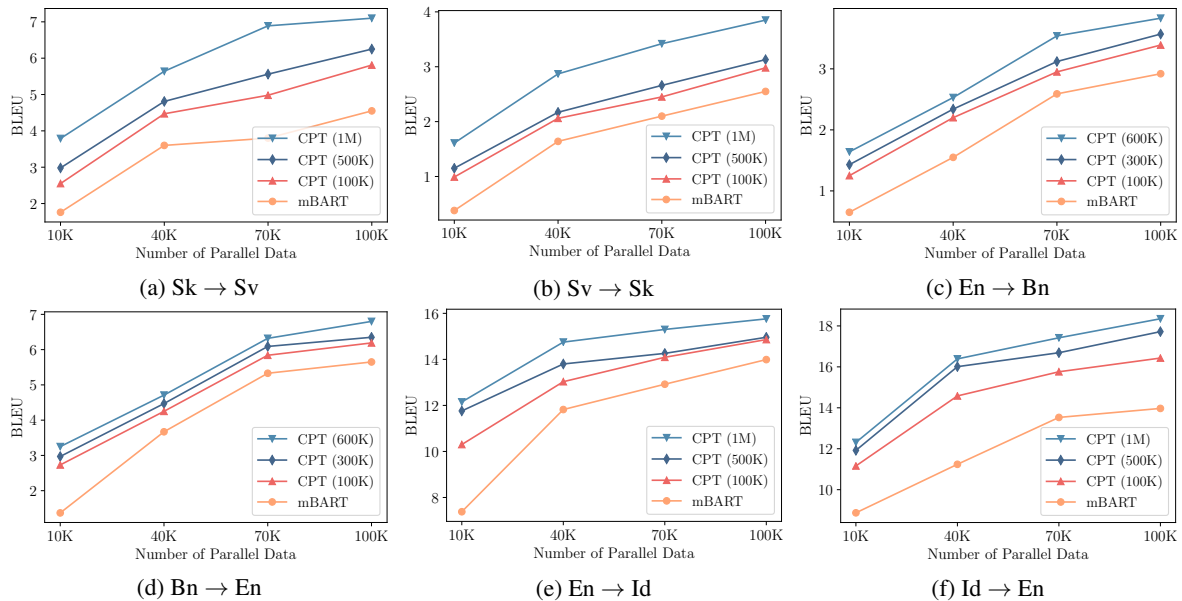 7
6
5
4
3
2
BLEU
CPT (1M)
CPT (500K)
CPT (100K)
mBART
10K 40K 70K 100K
Number of Parallel Data
(a) Sk → Sv
4
3
2
1
BLEU
CPT (1M)
CPT (500K)
CPT (100K)
mBART
10K 40K 70K 100K
Number of Parallel Data
(b) Sv → Sk
3
2
1
BLEU
CPT (600K)
CPT (300K)
CPT (100K)
mBART
10K 40K 70K 100K
Number of Parallel Data
(c) En → Bn
7
6
5
4
3
2
BLEU
CPT (600K)
CPT (300K)
CPT (100K)
mBART
10K 40K 70K 100K
Number of Parallel Data
(d) Bn → En
16
14
12
10
8
BLEU
CPT (1M)
CPT (500K)
CPT (100K)
mBART
10K 40K 70K 100K
Number of Parallel Data
(e) En → Id
18
16
14
12
10
BLEU
CPT (1M)
CPT (500K)
CPT (100K)
mBART
10K 40K 70K 100K
Number of Parallel Data
(f) Id → En